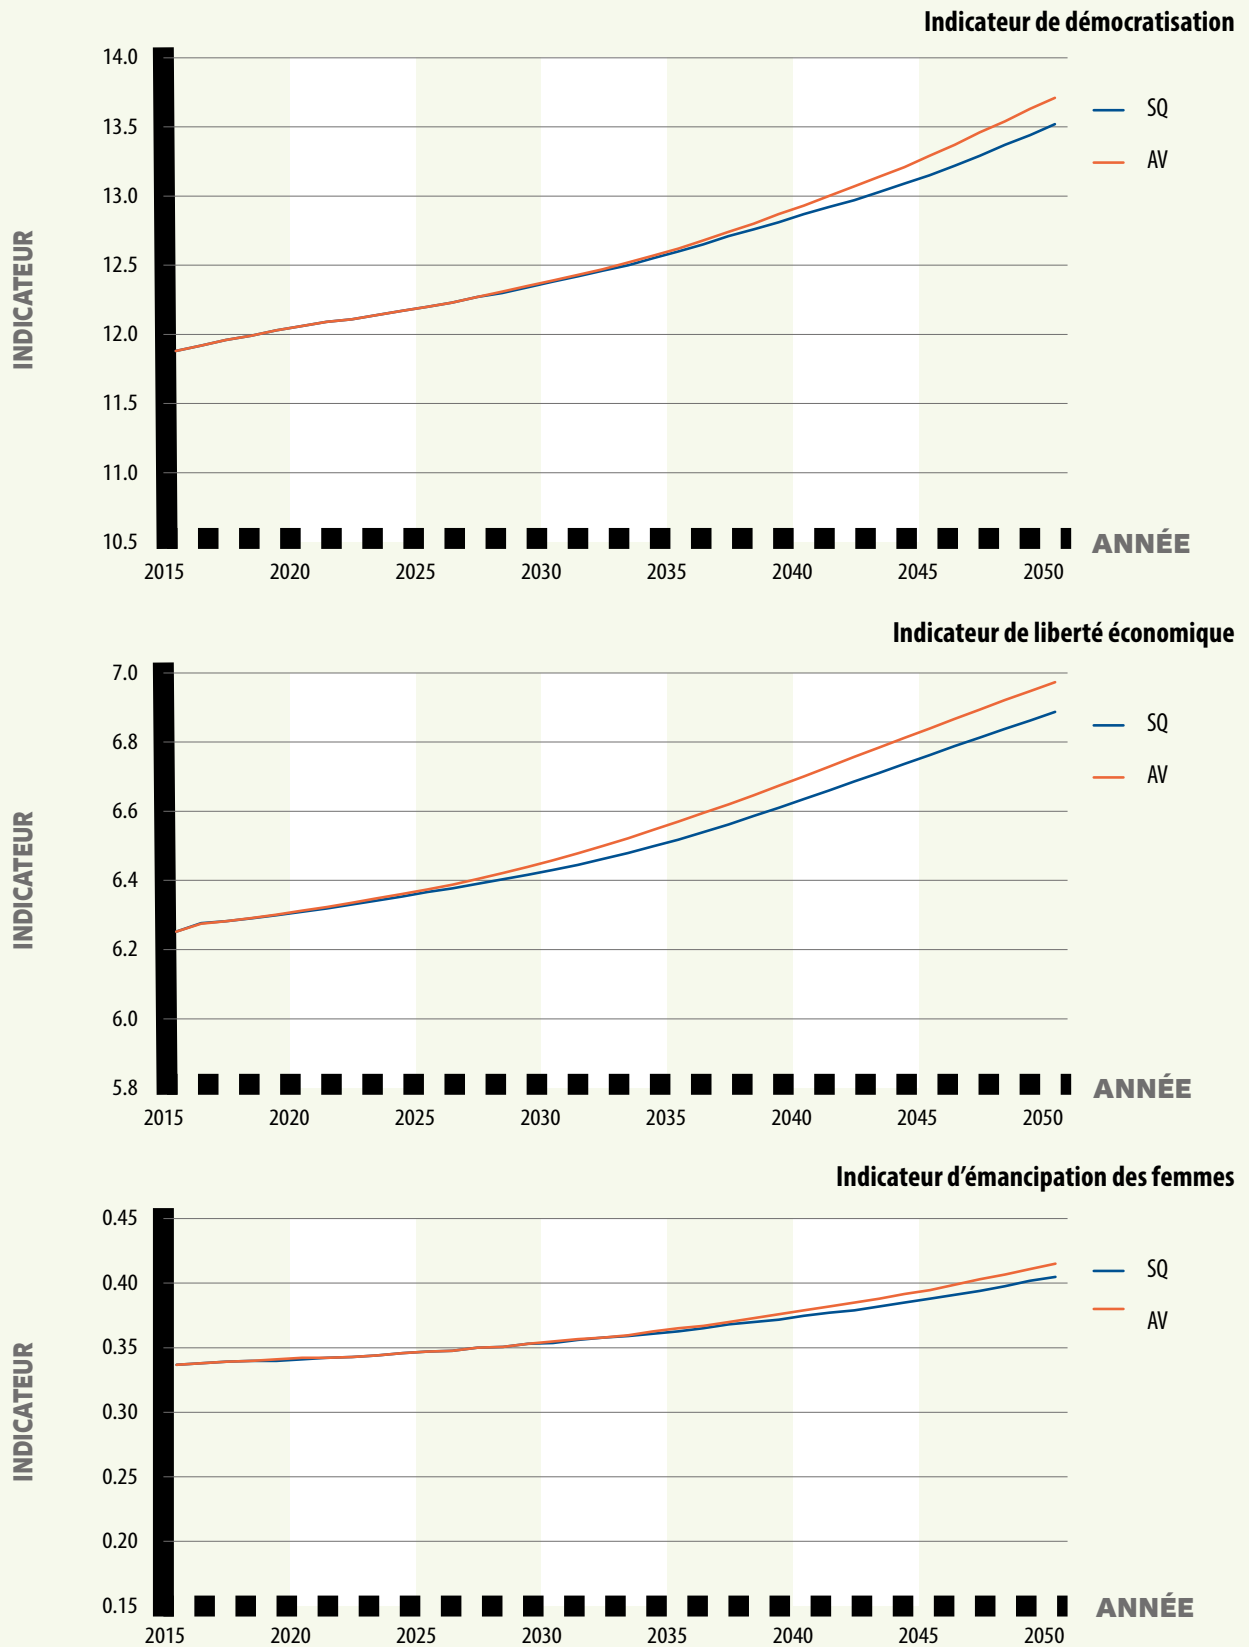 Indicateur de démocratisation
14.0
13.5
13.0
12.5
12.0
11.5
11.0
10.5
INDICATEUR
SQ
AV
2015 2020 2025 2030 2035 2040 2045 2050
ANNÉE
Indicateur de liberté économique
7.0
6.8
6.6
6.4
6.2
6.0
5.8
INDICATEUR
SQ
AV
2015 2020 2025 2030 2035 2040 2045 2050
ANNÉE
Indicateur d’émancipation des femmes
0.45
0.40
0.35
0.30
0.25
0.20
0.15
INDICATEUR
SQ
AV
2015 2020 2025 2030 2035 2040 2045 2050
ANNÉE